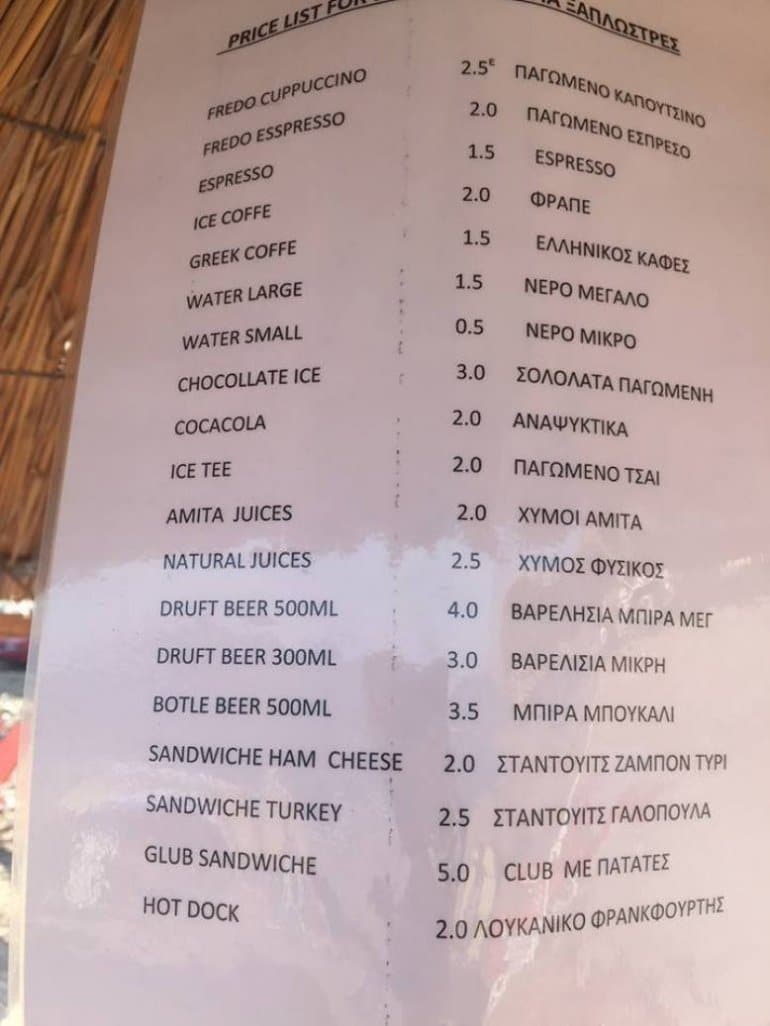 PRICE LIST FOR ΞΑΠΛΩΣΤΡΕΣ
FREDO CUPPUCCINO 2.5€ ΠΑΓΩΜΕΝΟ ΚΑΠΟΥΤΣΙΝΟ
FREDO ESSPRESSO 2.0 ΠΑΓΩΜΕΝΟ ΕΣΠΡΕΣΟ
ESPRESSO 1.5 ESPRESSO
ICE COFFE 2.0 ΦΡΑΠΕ
GREEK COFFE 1.5 ΕΛΛΗΝΙΚΟΣ ΚΑΦΕΣ
WATER LARGE 1.5 ΝΕΡΟ ΜΕΓΑΛΟ
WATER SMALL 0.5 ΝΕΡΟ ΜΙΚΡΟ
CHOCOLLATE ICE 3.0 ΣΟΛΟΛΑΤΑ ΠΑΓΩΜΕΝΗ
COCACOLA 2.0 ΑΝΑΨΥΚΤΙΚΑ
ICE TEE 2.0 ΠΑΓΩΜΕΝΟ ΤΣΑΙ
AMITA JUICES 2.0 ΧΥΜΟΙ ΑΜΙΤΑ
NATURAL JUICES 2.5 ΧΥΜΟΣ ΦΥΣΙΚΟΣ
DRUFT BEER 500ML 4.0 ΒΑΡΕΛΗΣΙΑ ΜΠΙΡΑ ΜΕΓ
DRUFT BEER 300ML 3.0 ΒΑΡΕΛΙΣΙΑ ΜΙΚΡΗ
BOTLE BEER 500ML 3.5 ΜΠΙΡΑ ΜΠΟΥΚΑΛΙ
SANDWICHE HAM CHEESE 2.0 ΣΤΑΝΤΟΥΙΤΣ ΖΑΜΠΟΝ ΤΥΡΙ
SANDWICHE TURKEY 2.5 ΣΤΑΝΤΟΥΙΤΣ ΓΑΛΟΠΟΥΛΑ
GLUB SANDWICHE 5.0 CLUB ΜΕ ΠΑΤΑΤΕΣ
HOT DOCK 2.0 ΛΟΥΚΑΝΙΚΟ ΦΡΑΝΚΦΟΥΡΤΗΣ